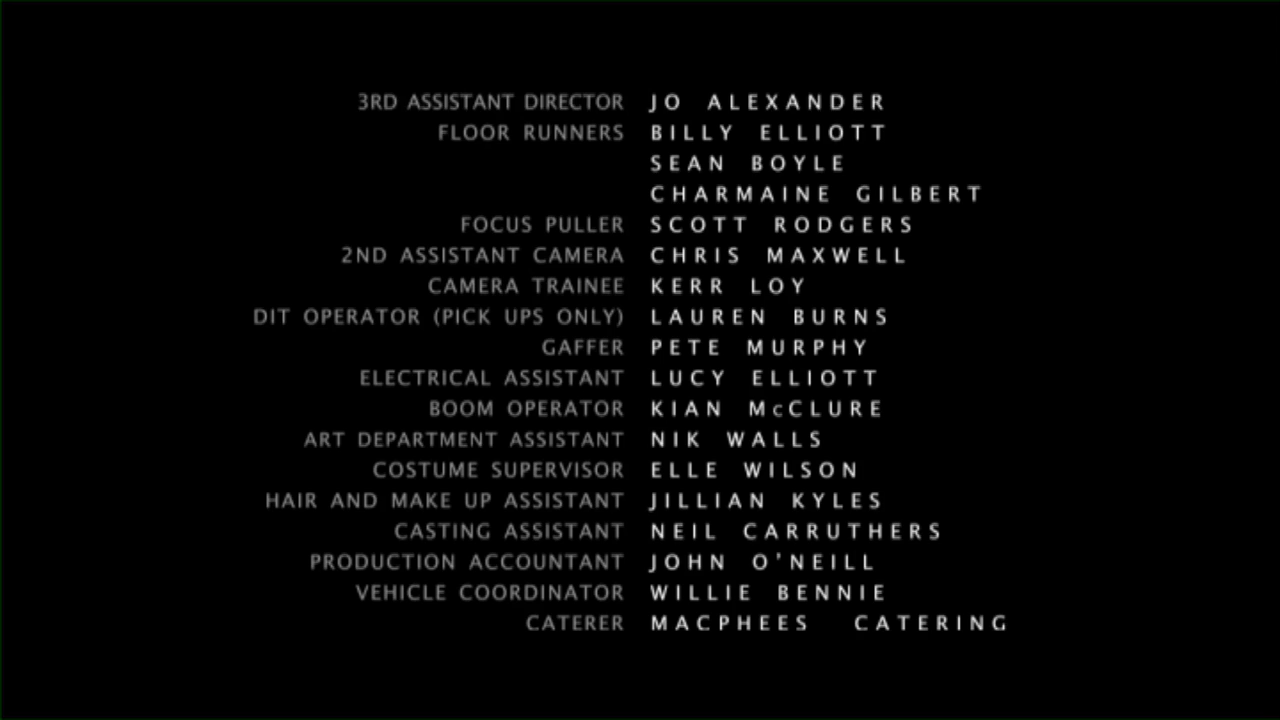 3RD ASSISTANT DIRECTOR JO ALEXANDER
FLOOR RUNNERS BILLY ELLIOTT
SEAN BOYLE
CHARMAINE GILBERT
FOCUS PULLER SCOTT RODGERS
2ND ASSISTANT CAMERA CHRIS MAXWELL
CAMERA TRAINEE KERR LOY
DIT OPERATOR (PICK UPS ONLY) LAUREN BURNS
GAFFER PETE MURPHY
ELECTRICAL ASSISTANT LUCY ELLIOTT
BOOM OPERATOR KIAN McCLURE
ART DEPARTMENT ASSISTANT NIK WALLS
COSTUME SUPERVISOR ELLE WILSON
HAIR AND MAKE UP ASSISTANT JILLIAN KYLES
CASTING ASSISTANT NEIL CARRUTHERS
PRODUCTION ACCOUNTANT JOHN O'NEILL
VEHICLE COORDINATOR WILLIE BENNIE
CATERER MACPHEES CATERING